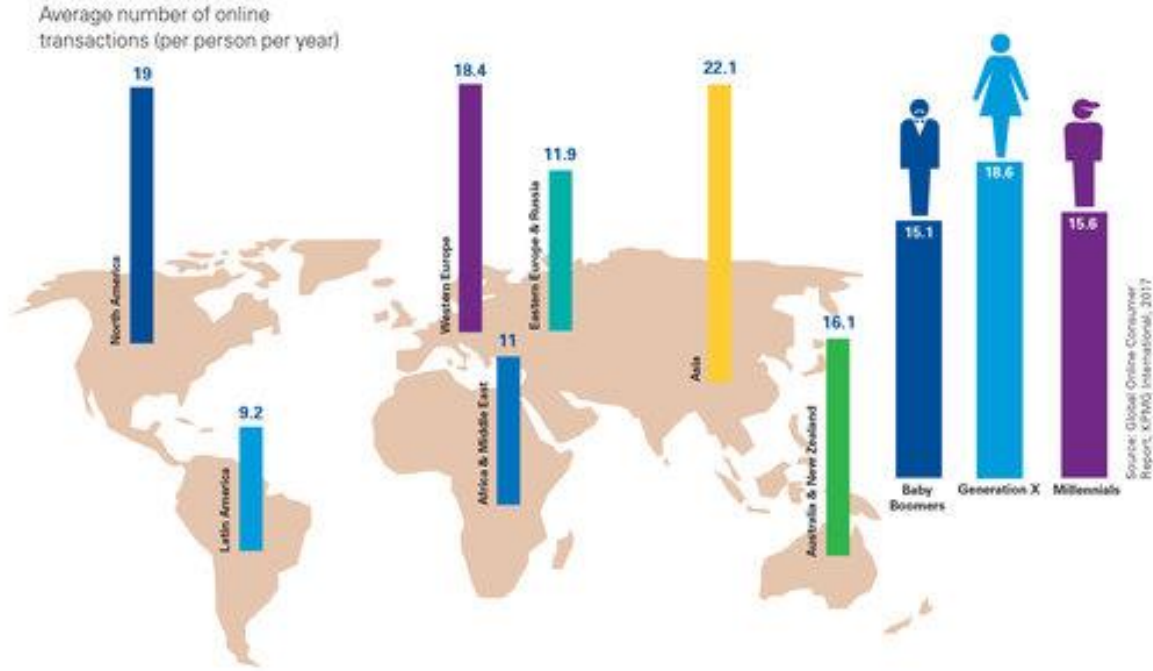 Average number of online
transactions (per person per year)
19
North America
9.2
Latin America
18.4
Western Europe
11.9
Eastern Europe & Russia
11
Africa & Middle East
22.1
Asia
16.1
Australia & New Zealand
15.1
Baby
Boomers
18.6
Generation X
15.6
Millennials
Source: Global Online Consumer
Report, KPMG International, 2017